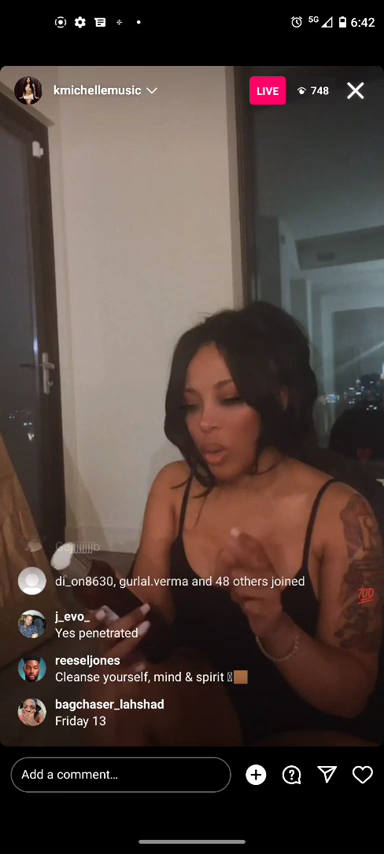 5G 6:42
kmichellemusic LIVE 748
di_on8630, gurlal.verma and 48 others joined
j_evo_
Yes penetrated
reeseljones
Cleanse yourself, mind & spirit
bagchaser_lahshad
Friday 13
Add a comment...